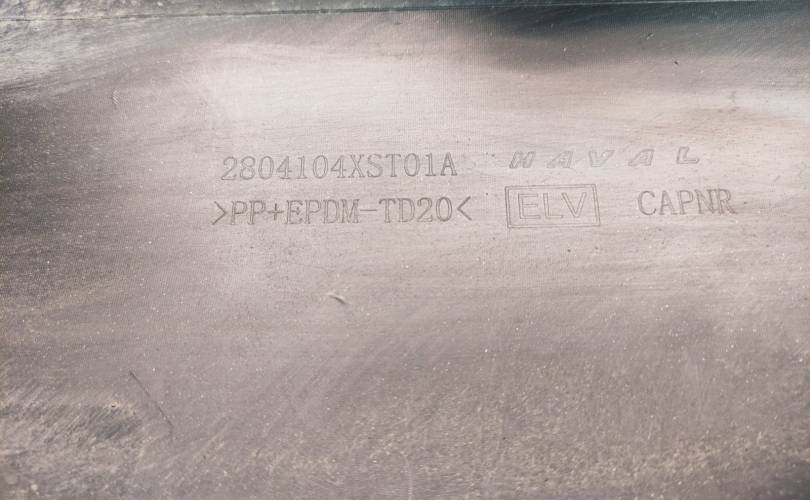 2804104XST01A HAVAL
>PP+EPDM-TD20< ELV CAPNR